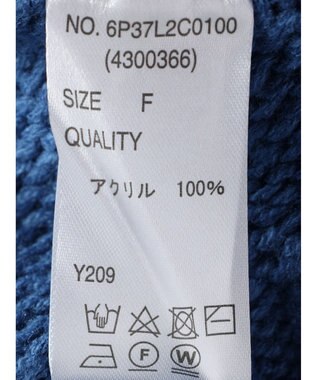 NO. 6P37L2C0100
(4300366)
SIZE F
QUALITY
アクリル 100%
Y209
F W